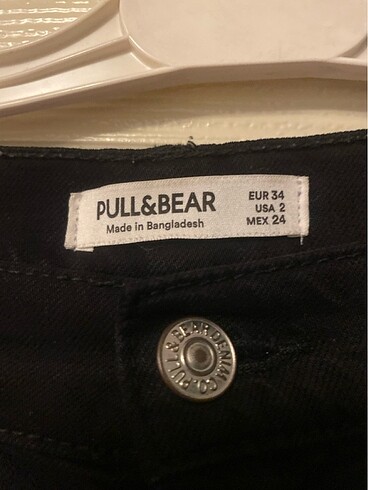 PULL&BEAR
Made in Bangladesh
EUR 34
USA 2
MEX 24
PULL & BEAR DENIM CO.